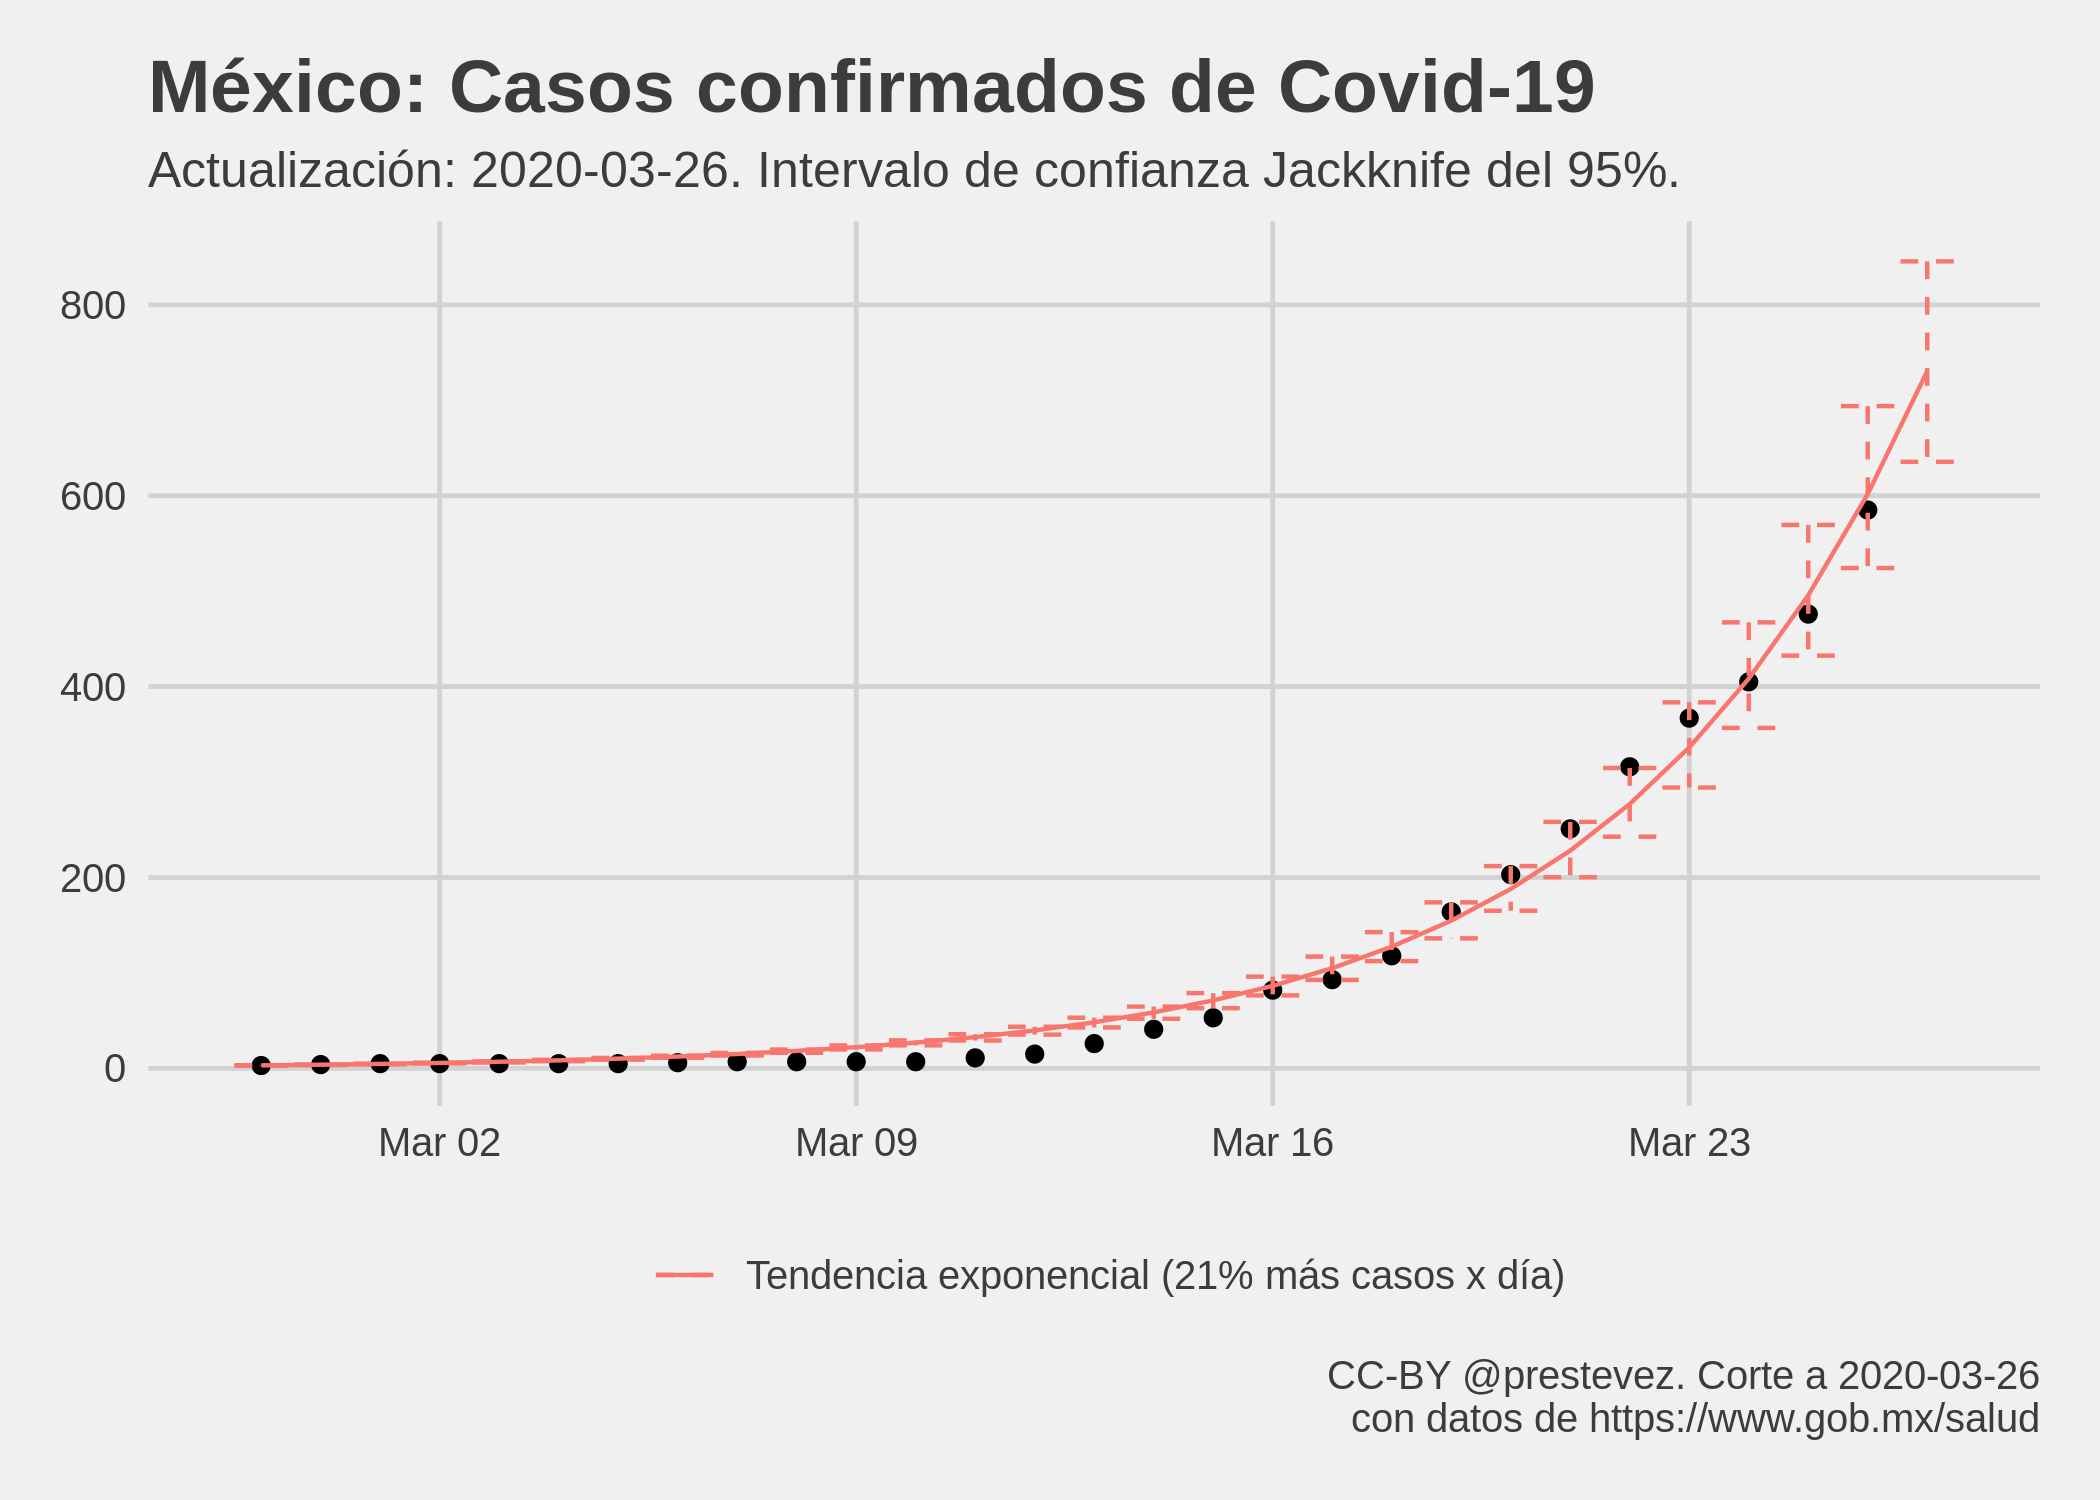 México: Casos confirmados de Covid-19
Actualización: 2020-03-26. Intervalo de confianza Jackknife del 95%.
800
600
400
200
0
Mar 02
Mar 09
Mar 16
Mar 23
Tendencia exponencial (21% más casos x día)
CC-BY @prestevez. Corte a 2020-03-26
con datos de https://www.gob.mx/salud